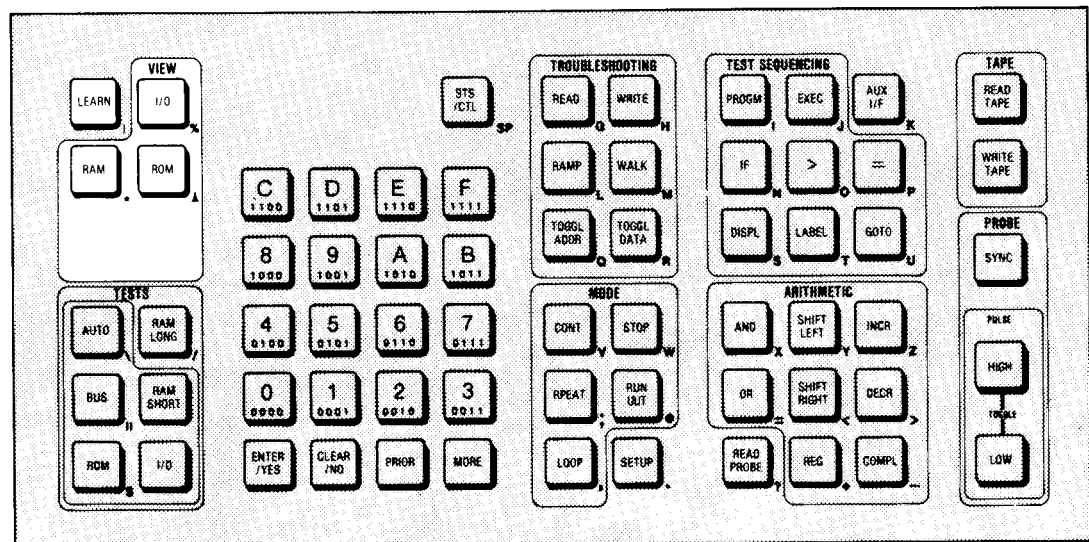 VIEW
LEARN |
I/O %
RAM *
ROM
TESTS
AUTO \
RAM LONG /
BUS "
RAM SHORT
ROM $
I/O
STS /CTL SP
C 1100
D 1101
E 1110
F 1111
8 1000
9 1001
A 1010
B 1011
4 0100
5 0101
6 0110
7 0111
0 0000
1 0001
2 0010
3 0011
ENTER /YES
CLEAR /NO
PRIOR
MORE
TROUBLESHOOTING
READ G
WRITE H
RAMP L
WALK M
TOGGL ADDR Q
TOGGL DATA R
MODE
CONT V
STOP W
RPEAT ;
RUN UUT @
LOOP
SETUP
TEST SEQUENCING
PROGM I
EXEC J
AUX I/F K
IF N
> O
= P
DISPL S
LABEL T
GOTO U
ARITHMETIC
AND X
SHIFT LEFT Y
INCR Z
OR =
SHIFT RIGHT <
DECR >
READ PROBE ?
REG +
COMPL –
TAPE
READ TAPE
WRITE TAPE
PROBE
SYNC
PULSE
HIGH
TOGGLE
LOW